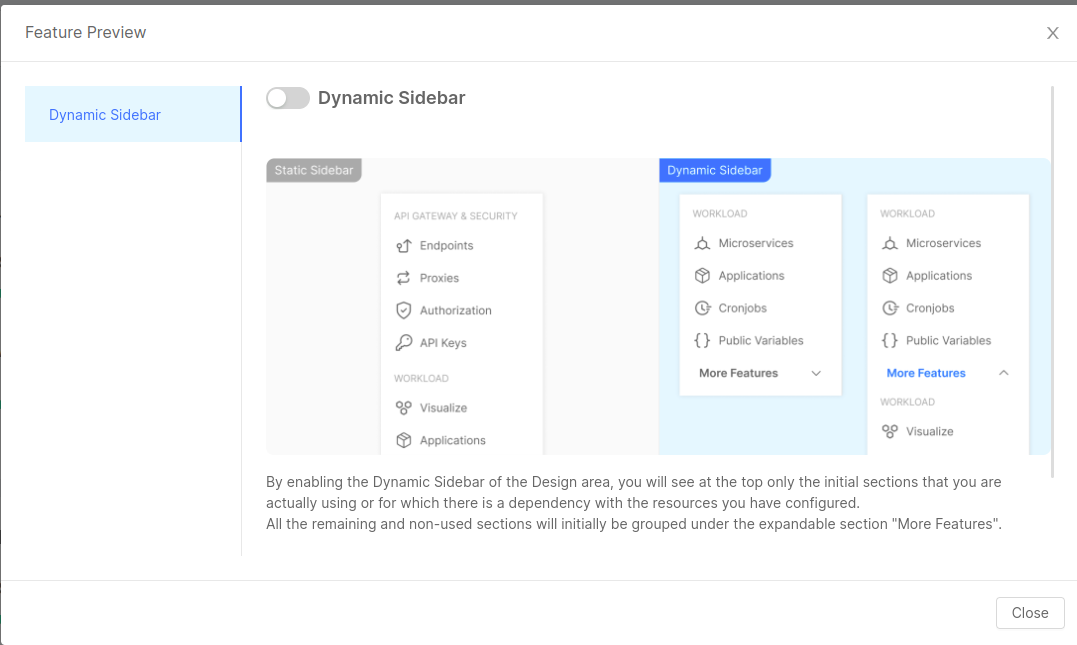 Feature Preview
X
Dynamic Sidebar
Dynamic Sidebar
Static Sidebar
API GATEWAY & SECURITY
Endpoints
Proxies
Authorization
API Keys
WORKLOAD
Visualize
Applications
Dynamic Sidebar
WORKLOAD
Microservices
Applications
Cronjobs
Public Variables
More Features
WORKLOAD
Microservices
Applications
Cronjobs
Public Variables
More Features
WORKLOAD
Visualize
By enabling the Dynamic Sidebar of the Design area, you will see at the top only the initial sections that you are
actually using or for which there is a dependency with the resources you have configured.
All the remaining and non-used sections will initially be grouped under the expandable section "More Features".
Close